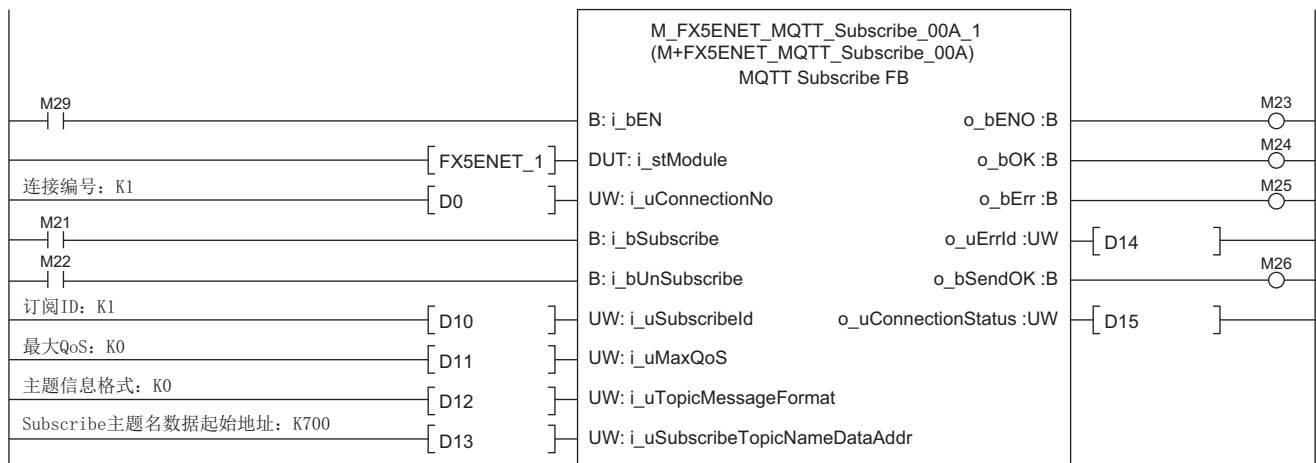 M_FX5ENET_MQTT_Subscribe_00A_1
(M+FX5ENET_MQTT_Subscribe_00A)
MQTT Subscribe FB
M29 B: i_bEN o_bENO :B M23
FX5ENET_1 DUT: i_stModule o_bOK :B M24
连接编号：K1
D0 UW: i_uConnectionNo o_bErr :B M25
M21 B: i_bSubscribe o_uErrId :UW D14
M22 B: i_bUnSubscribe o_bSendOK :B M26
订阅ID：K1
D10 UW: i_uSubscribeId o_uConnectionStatus :UW D15
最大QoS：K0
D11 UW: i_uMaxQoS
主题信息格式：K0
D12 UW: i_uTopicMessageFormat
Subscribe主题名数据起始地址：K700
D13 UW: i_uSubscribeTopicNameDataAddr